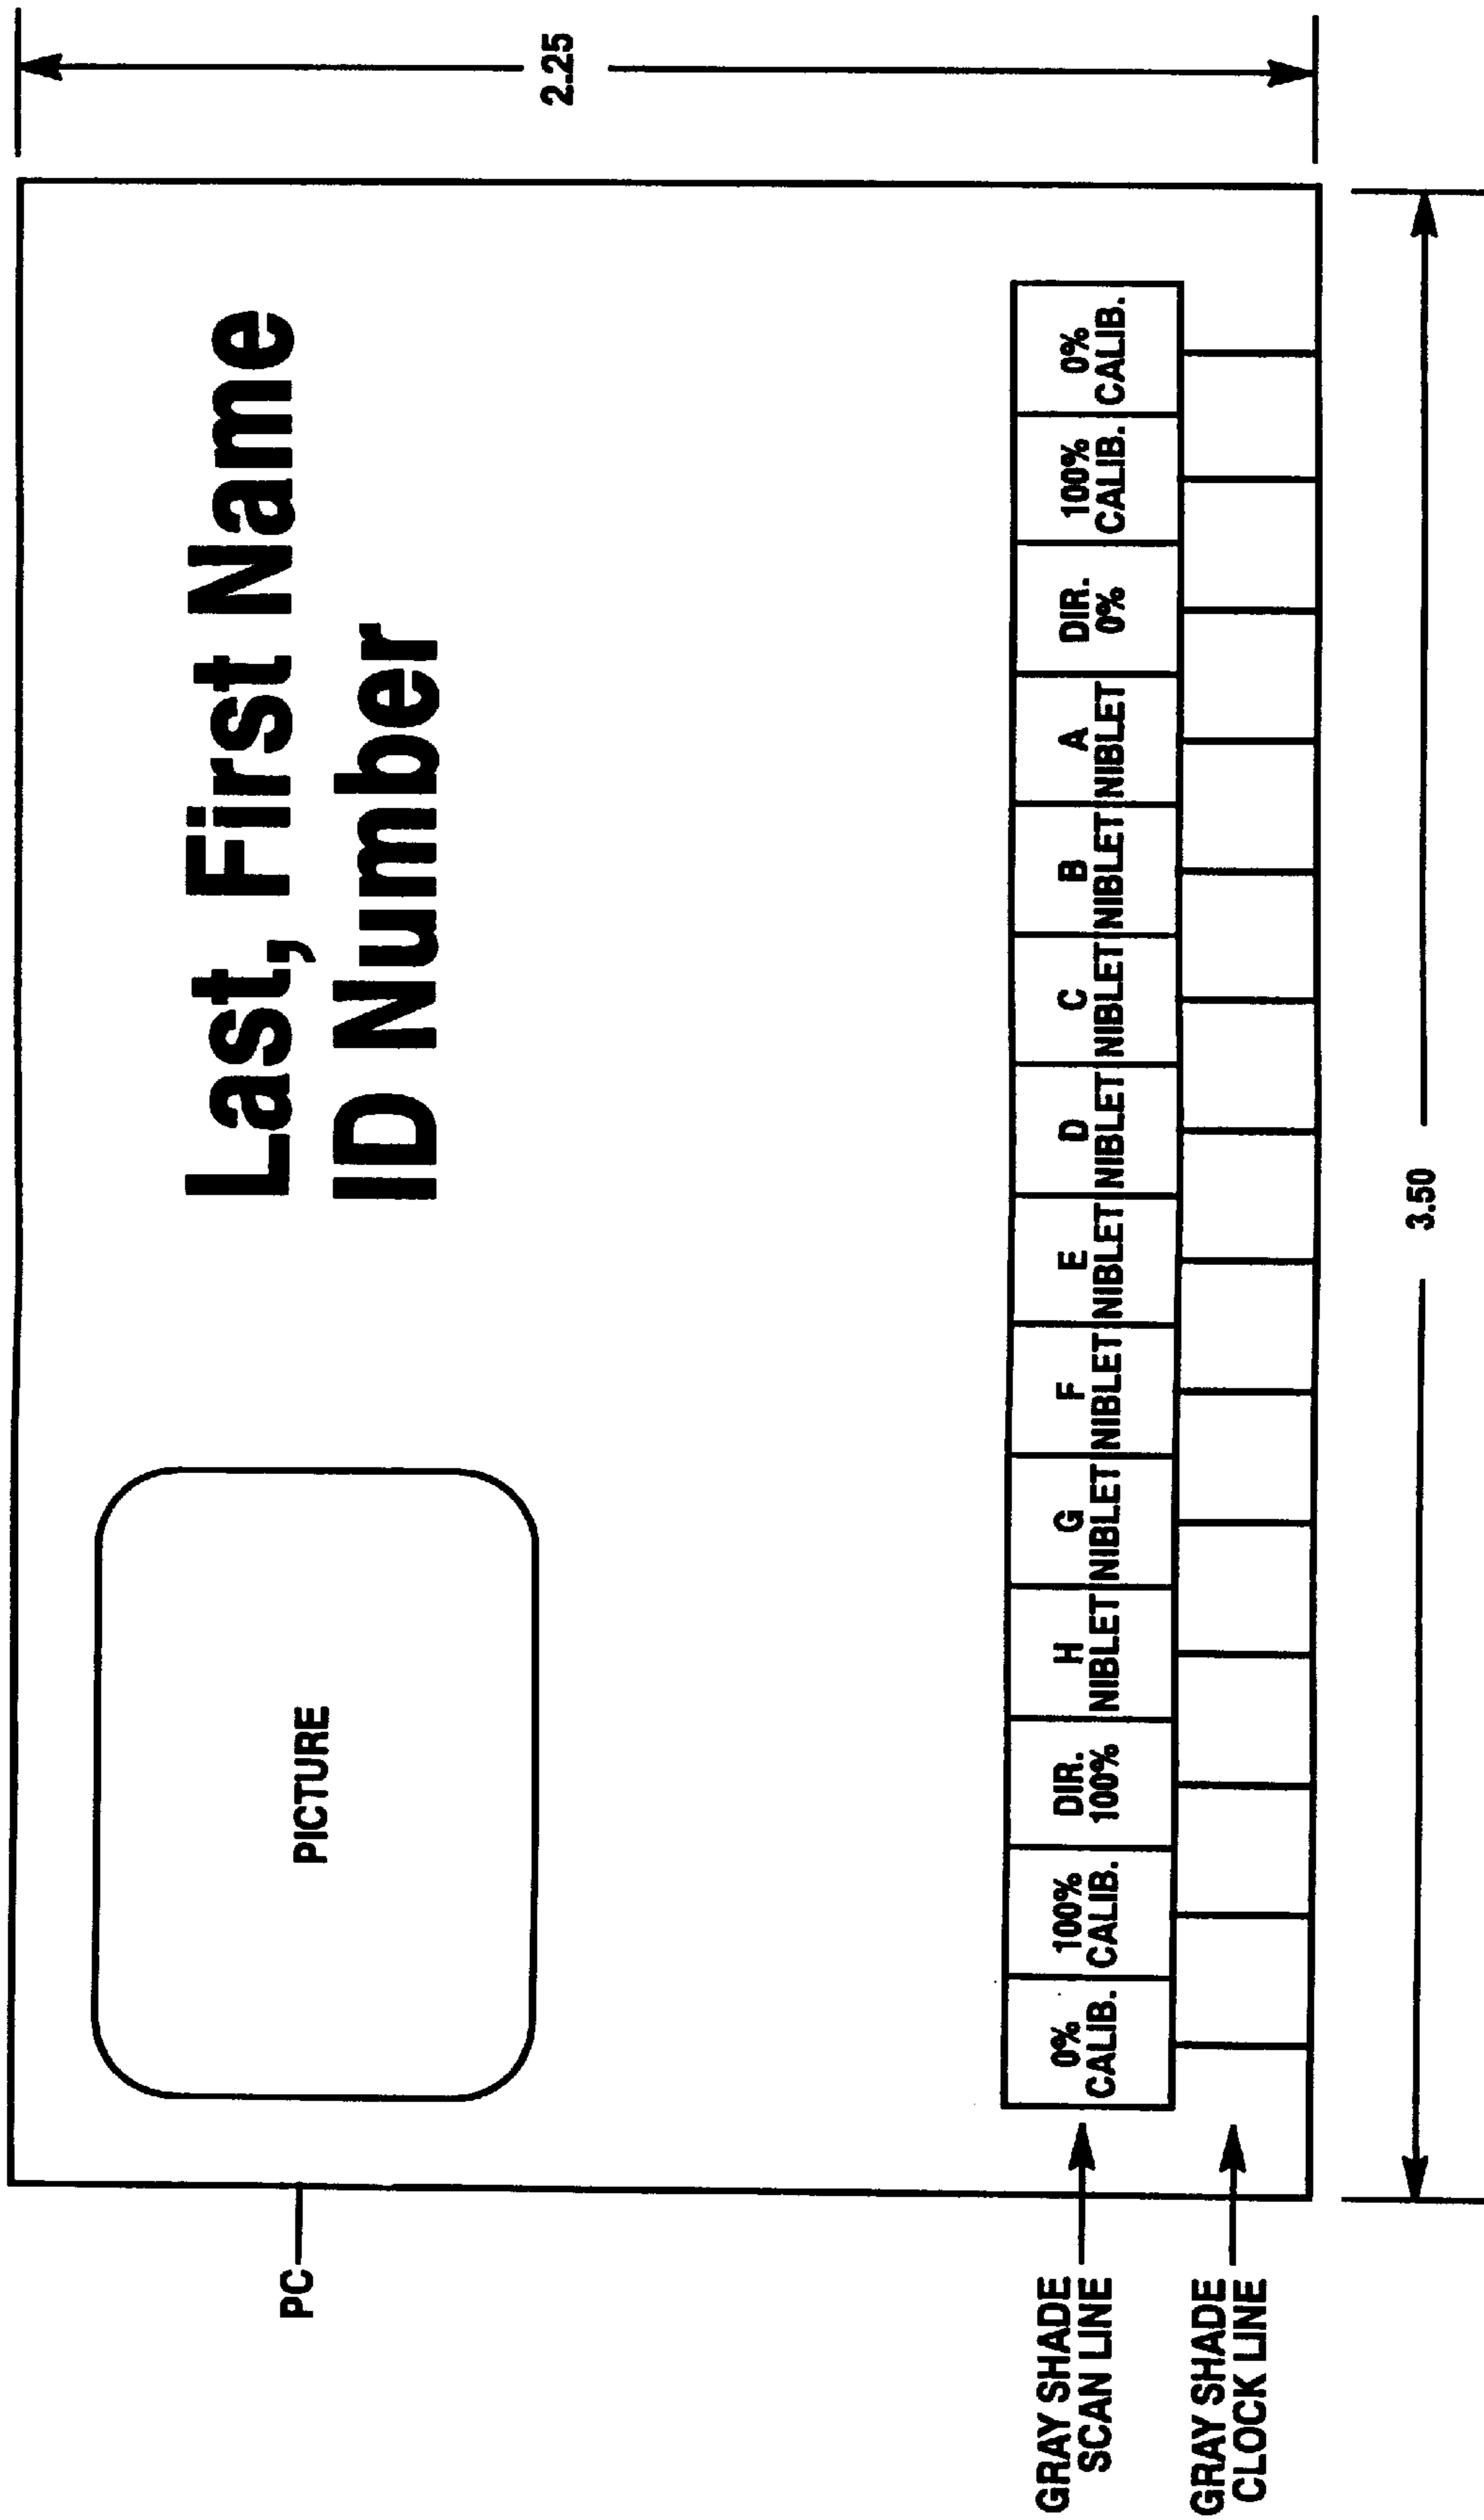 2.25
Last, First Name
ID Number
PICTURE
PC
GRAY SHADE
SCAN LINE
0%
CALIB.
100%
CALIB.
DIR.
100%
H
NIBLET
G
NIBLET
F
NIBLET
E
NIBLET
D
NIBLET
C
NIBLET
B
NIBLET
A
NIBLET
DIR.
0%
100%
CALIB.
0%
CALIB.
GRAY SHADE
CLOCK LINE
3.50